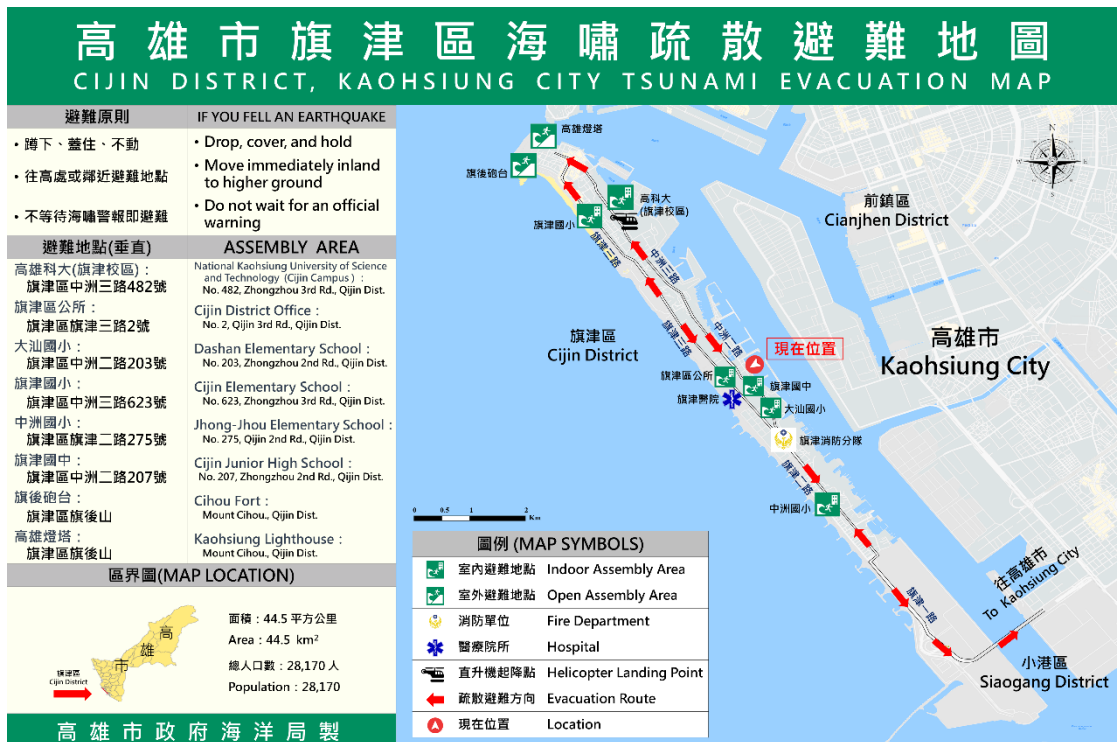 高雄市旗津區海嘯疏散避難地圖
CIJIN DISTRICT, KAOHSIUNG CITY TSUNAMI EVACUATION MAP
避難原則
IF YOU FELL AN EARTHQUAKE
• 蹲下、蓋住、不動
• Drop, cover, and hold
• 往高處或鄰近避難地點
• Move immediately inland
to higher ground
• 不等待海嘯警報即避難
• Do not wait for an official
warning
避難地點(垂直)
ASSEMBLY AREA
高雄科大(旗津校區)：
旗津區中洲三路482號
National Kaohsiung University of Science
and Technology (Cijin Campus)：
No. 482, Zhongzhou 3rd Rd., Qijin Dist.
旗津區公所：
旗津區旗津三路2號
Cijin District Office：
No. 2, Qijin 3rd Rd., Qijin Dist.
大汕國小：
旗津區中洲二路203號
Dashan Elementary School：
No. 203, Zhongzhou 2nd Rd., Qijin Dist.
旗津國小：
旗津區中洲三路623號
Cijin Elementary School：
No. 623, Zhongzhou 3rd Rd., Qijin Dist.
中洲國小：
旗津區旗津二路275號
Jhong-Jhou Elementary School：
No. 275, Qijin 2nd Rd., Qijin Dist.
旗津國中：
旗津區中洲二路207號
Cijin Junior High School：
No. 207, Zhongzhou 2nd Rd., Qijin Dist.
旗後砲台：
旗津區旗後山
Cihou Fort：
Mount Cihou., Qijin Dist.
高雄燈塔：
旗津區旗後山
Kaohsiung Lighthouse：
Mount Cihou., Qijin Dist.
區界圖(MAP LOCATION)
高
雄
市
旗津區
Cijin District
面積：44.5 平方公里
Area：44.5 km²
總人口數：28,170 人
Population：28,170
高雄市政府海洋局製
高雄燈塔
旗後砲台
高科大
(旗津校區)
旗津國小
旗津三路
中洲三路
前鎮區
Cianjhen District
N
旗津區
Cijin District
旗津三路
中洲二路
現在位置
高雄市
Kaohsiung City
旗津區公所
旗津國中
旗津醫院
大汕國小
旗津消防分隊
旗津二路
中洲國小
旗津一路
往高雄市
To Kaohsiung City
小港區
Siaogang District
0 0.5 1 2
Km
圖例 (MAP SYMBOLS)
室內避難地點 Indoor Assembly Area
室外避難地點 Open Assembly Area
消防單位 Fire Department
醫療院所 Hospital
直升機起降點 Helicopter Landing Point
疏散避難方向 Evacuation Route
現在位置 Location